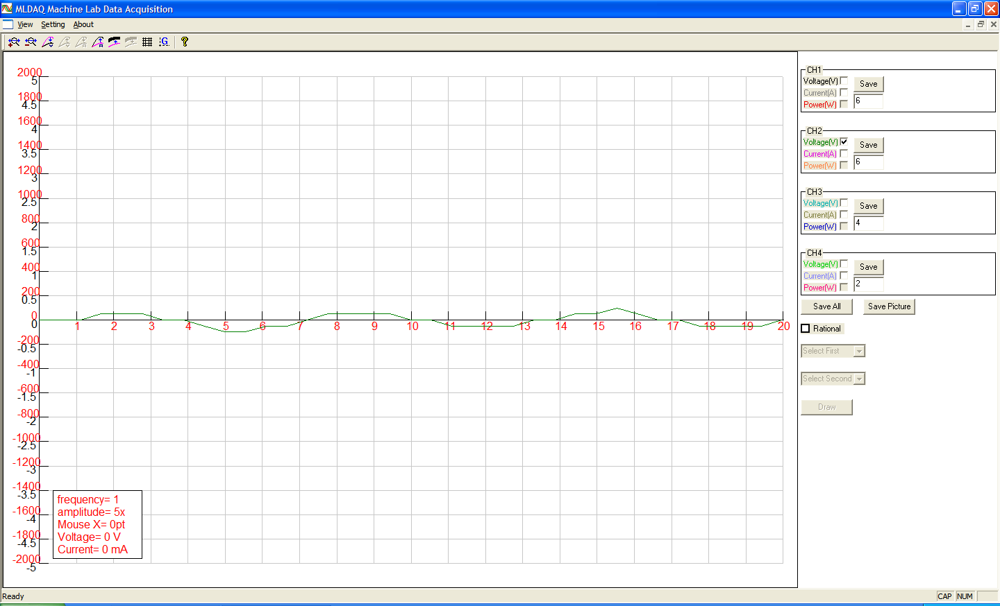 MLDAQ Machine Lab Data Acquisition
View Setting About
G ?
2000
5
1800
4.5
1600
4
1400
3.5
1200
3
1000
2.5
800
2
600
1.5
400
1
200
0.5
0
0
1 2 3 4 5 6 7 8 9 10 11 12 13 14 15 16 17 18 19 20
-200
-0.5
-400
-1
-600
-1.5
-800
-2
-1000
-2.5
-1200
-3
-1400
-3.5
-1600
-4
-1800
-4.5
-2000
-5
frequency= 1
amplitude= 5x
Mouse X= 0pt
Voltage= 0 V
Current= 0 mA
CH1
Voltage(V) Save
Current(A)
Power(W) 6
CH2
Voltage(V) Save
Current(A)
Power(W) 6
CH3
Voltage(V) Save
Current(A)
Power(W) 4
CH4
Voltage(V) Save
Current(A)
Power(W) 2
Save All Save Picture
Rational
Select First
Select Second
Draw
Ready CAP NUM